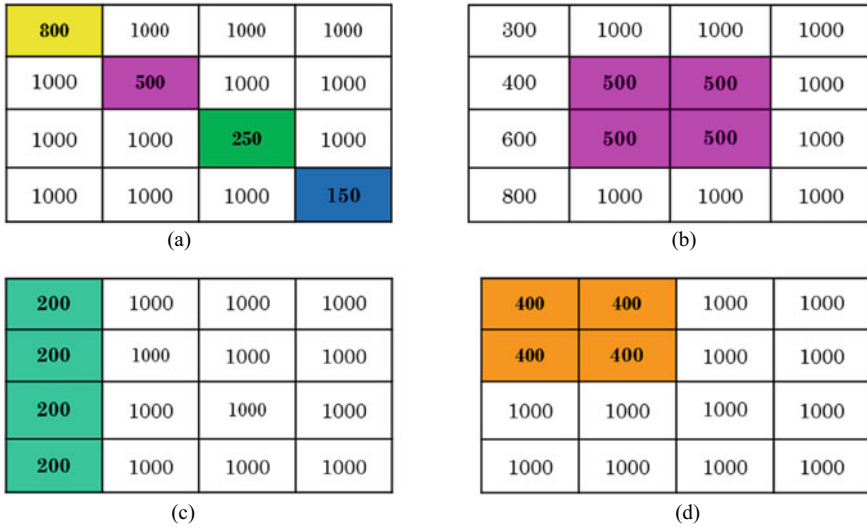 800 1000 1000 1000
1000 500 1000 1000
1000 1000 250 1000
1000 1000 1000 150
(a)
300 1000 1000 1000
400 500 500 1000
600 500 500 1000
800 1000 1000 1000
(b)
200 1000 1000 1000
200 1000 1000 1000
200 1000 1000 1000
200 1000 1000 1000
(c)
400 400 1000 1000
400 400 1000 1000
1000 1000 1000 1000
1000 1000 1000 1000
(d)